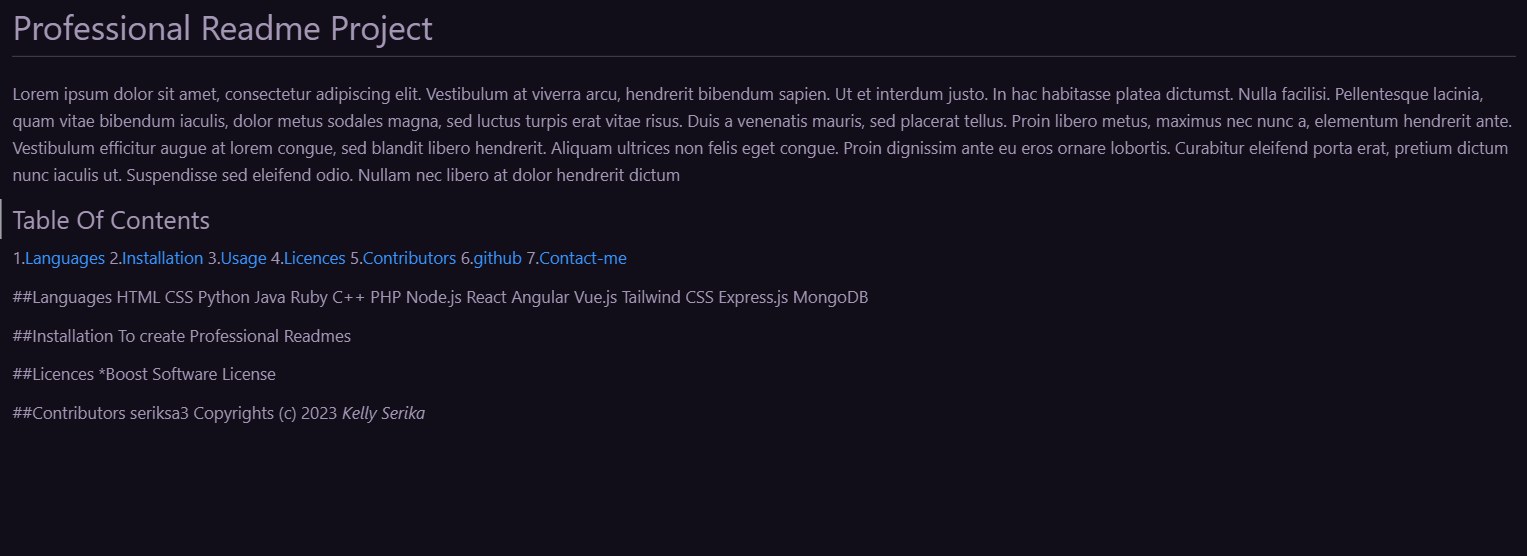 Professional Readme Project
Lorem ipsum dolor sit amet, consectetur adipiscing elit. Vestibulum at viverra arcu, hendrerit bibendum sapien. Ut et interdum justo. In hac habitasse platea dictumst. Nulla facilisi. Pellentesque lacinia,
quam vitae bibendum iaculis, dolor metus sodales magna, sed luctus turpis erat vitae risus. Duis a venenatis mauris, sed placerat tellus. Proin libero metus, maximus nec nunc a, elementum hendrerit ante.
Vestibulum efficitur augue at lorem congue, sed blandit libero hendrerit. Aliquam ultrices non felis eget congue. Proin dignissim ante eu eros ornare lobortis. Curabitur eleifend porta erat, pretium dictum
nunc iaculis ut. Suspendisse sed eleifend odio. Nullam nec libero at dolor hendrerit dictum
Table Of Contents
1.Languages 2.Installation 3.Usage 4.Licences 5.Contributors 6.github 7.Contact-me
##Languages HTML CSS Python Java Ruby C++ PHP Node.js React Angular Vue.js Tailwind CSS Express.js MongoDB
##Installation To create Professional Readmes
##Licences *Boost Software License
##Contributors seriksa3 Copyrights (c) 2023 Kelly Serika